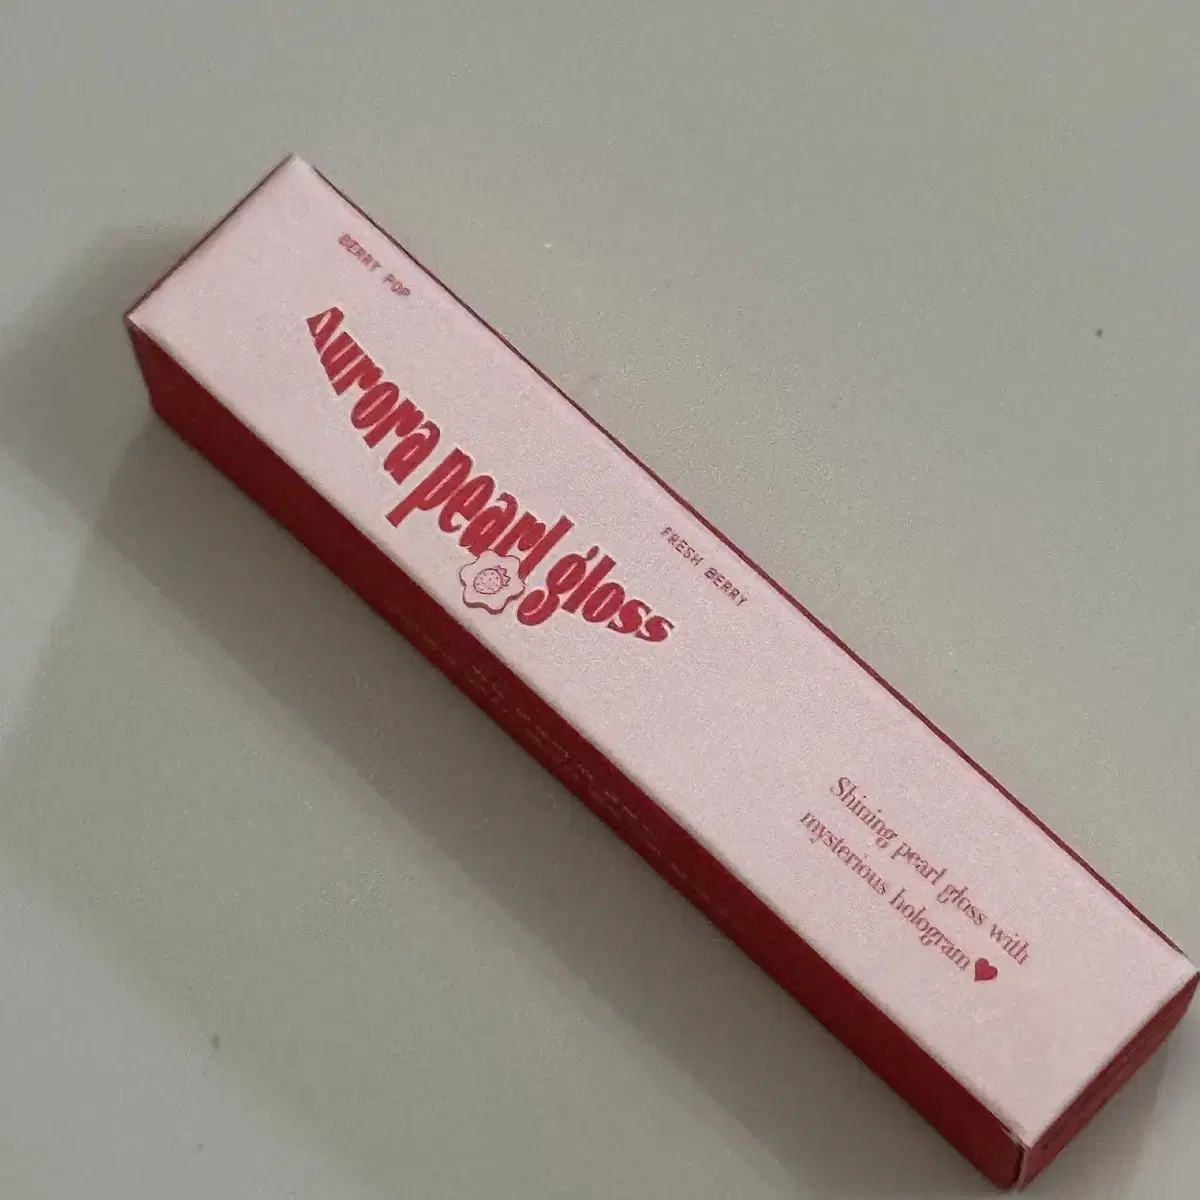 BERRY POP
Aurora pearl gloss
FRESH BERRY
Shining pearl gloss with
mysterious hologram♥